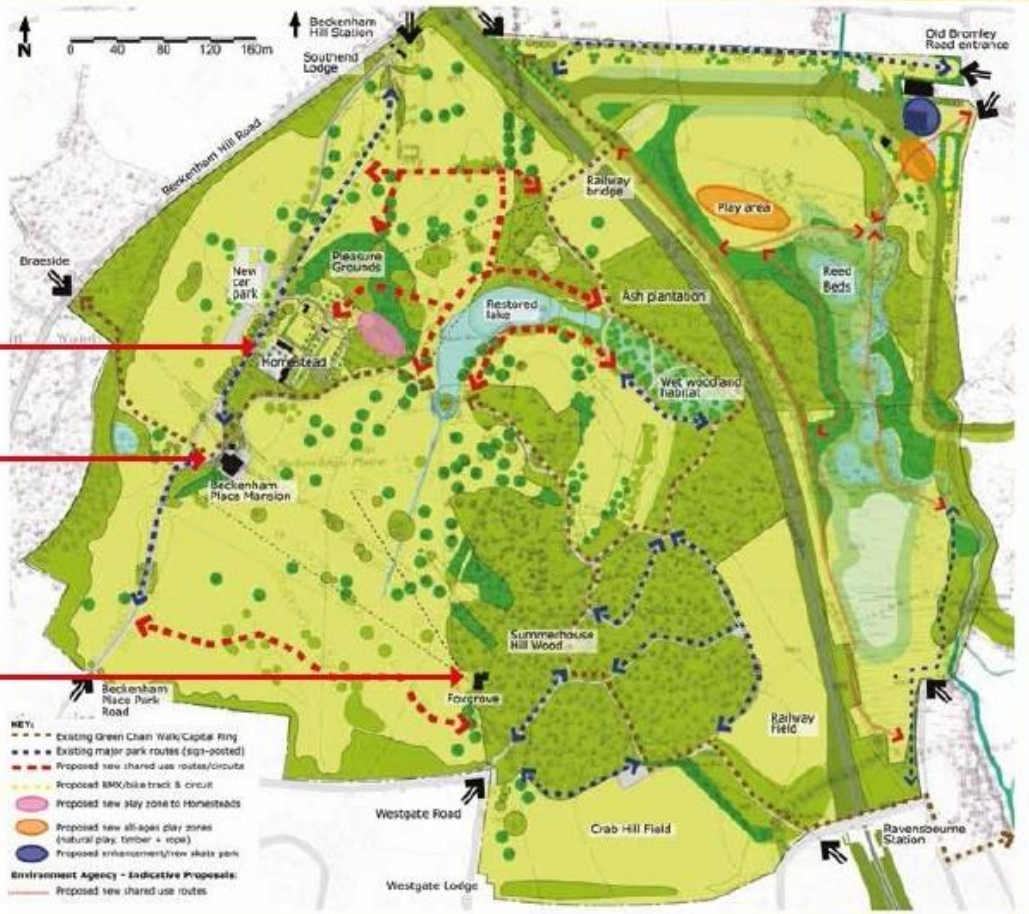 N
0 40 80 120 160m
Beckenham
Hill Station
Southend
Lodge
Old Bromley
Road entrance
Beckenham Hill Road
Railway
bridge
Play area
Braeside
New
car
park
Pleasure
Grounds
Reed
Beds
Restored
lake
Ash plantation
Homestead
Wet woodland
habitat
Beckenham
Place Mansion
Summerhouse
Hill Wood
Foxgrove
Beckenham
Place Park
Road
Railway
Field
KEY:
Existing Green Chain Walk/Capital Ring
Existing major park routes (sign-posted)
Proposed new shared use routes/circuits
Proposed BMX/bike track & circuit
Proposed new play zone to Homesteads
Proposed new all-ages play zones
(natural play, timber + rope)
Proposed enhancement/new skate park
Environment Agency - Indicative Proposals:
Proposed new shared use routes
Westgate Road
Crab Hill Field
Ravensbourne
Station
Westgate Lodge